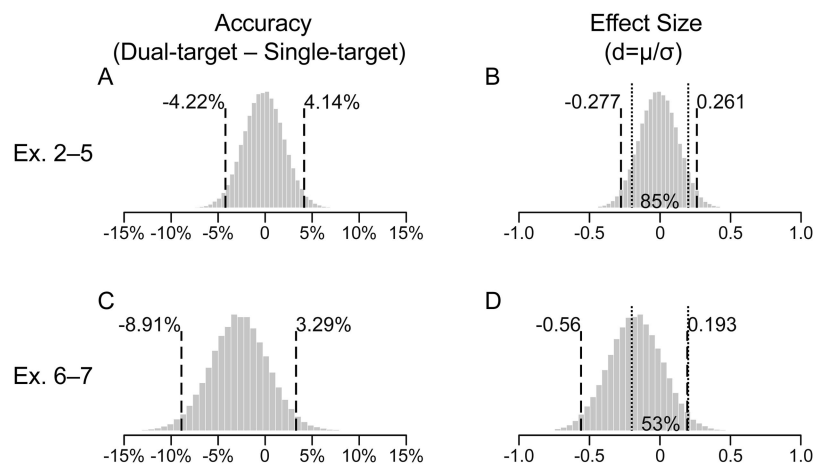 Accuracy
(Dual-target – Single-target)
Effect Size
(d=μ/σ)
A
B
-4.22%
4.14%
-0.277
0.261
Ex. 2–5
85%
-15% -10% -5% 0 5% 10% 15%
-1.0 -0.5 0 0.5 1.0
C
D
-8.91%
3.29%
-0.56
0.193
Ex. 6–7
53%
-15% -10% -5% 0 5% 10% 15%
-1.0 -0.5 0 0.5 1.0